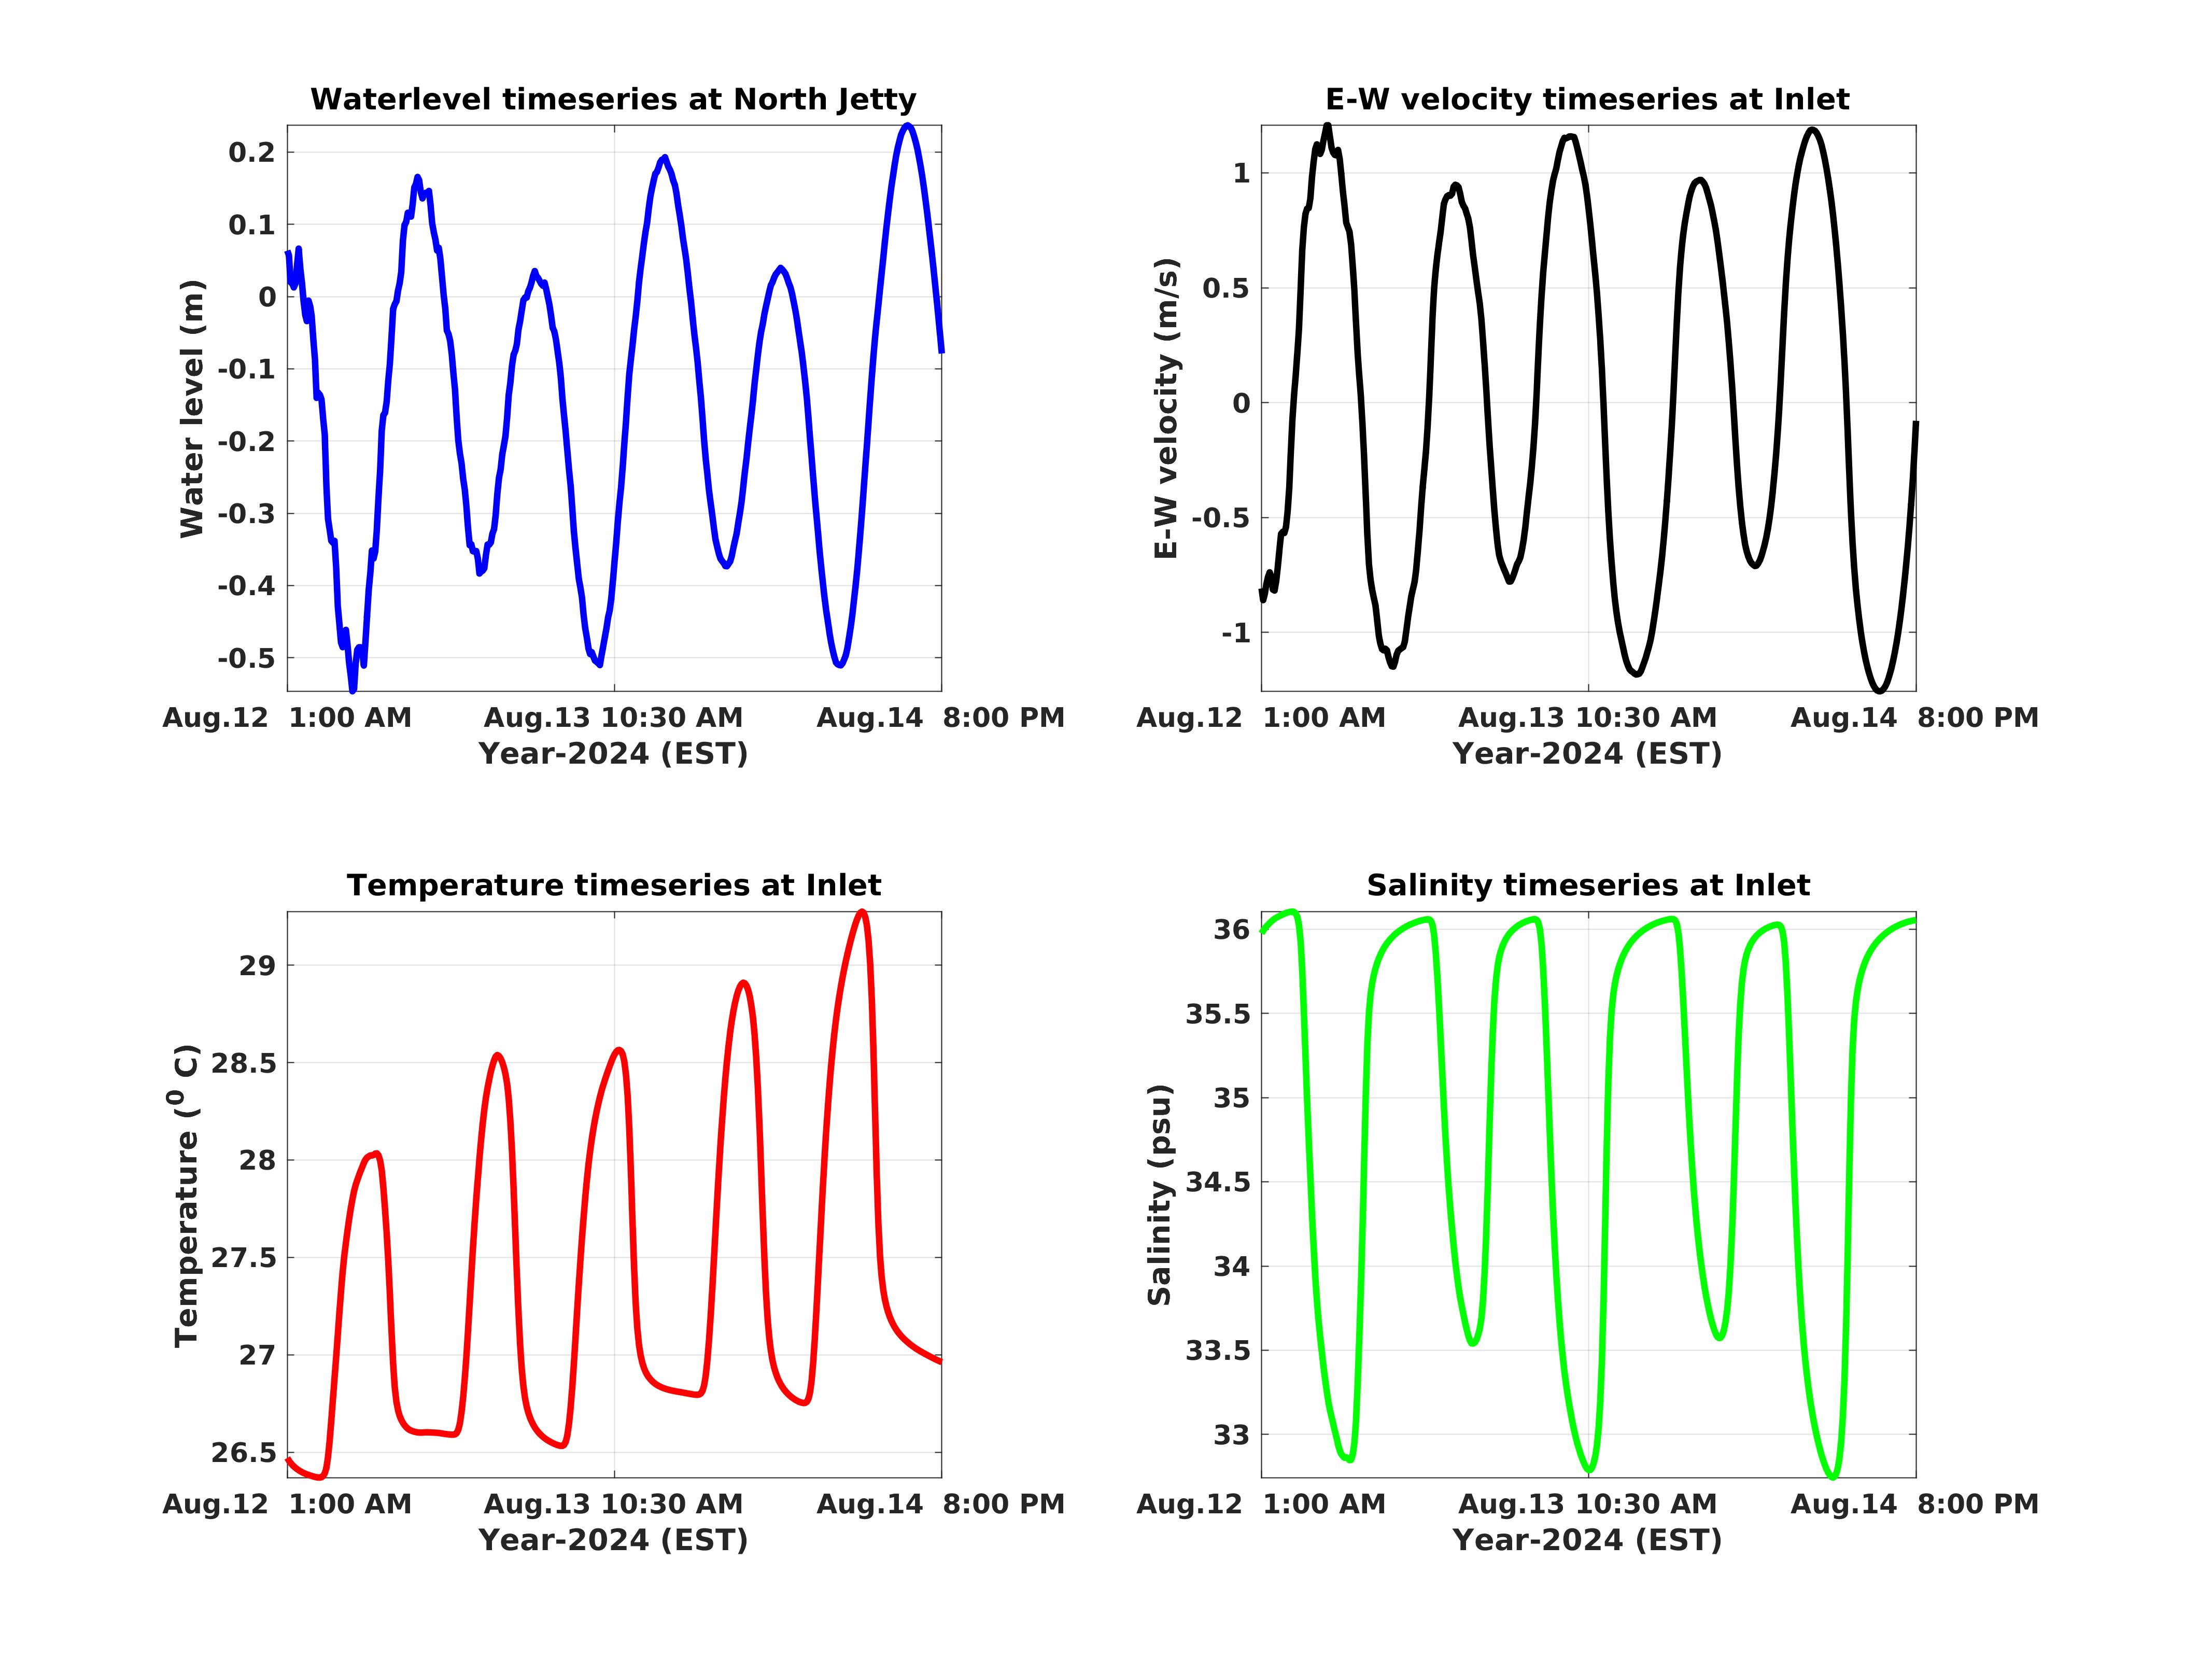 Waterlevel timeseries at North Jetty
0.2
0.1
0
-0.1
-0.2
-0.3
-0.4
-0.5
Water level (m)
Aug.12 1:00 AM Aug.13 10:30 AM Aug.14 8:00 PM
Year-2024 (EST)
E-W velocity timeseries at Inlet
1
0.5
0
-0.5
-1
E-W velocity (m/s)
Aug.12 1:00 AM Aug.13 10:30 AM Aug.14 8:00 PM
Year-2024 (EST)
Temperature timeseries at Inlet
29
28.5
28
27.5
27
26.5
Temperature (⁰ C)
Aug.12 1:00 AM Aug.13 10:30 AM Aug.14 8:00 PM
Year-2024 (EST)
Salinity timeseries at Inlet
36
35.5
35
34.5
34
33.5
33
Salinity (psu)
Aug.12 1:00 AM Aug.13 10:30 AM Aug.14 8:00 PM
Year-2024 (EST)